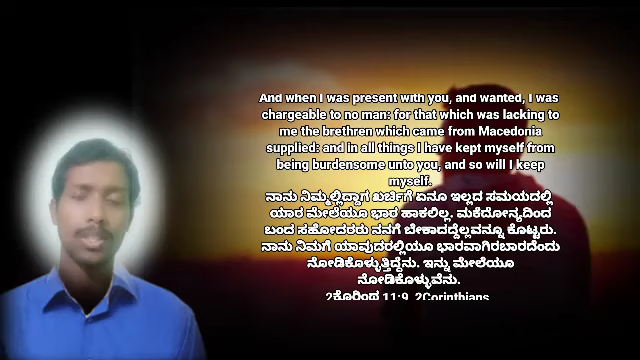 And when I was present with you, and wanted, I was
chargeable to no man: for that which was lacking to
me the brethren which came from Macedonia
supplied: and in all things I have kept myself from
being burdensome unto you, and so will I keep
myself.
ನಾನು ನಿಮ್ಮಲ್ಲಿದ್ದಾಗ ಖರ್ಚಿಗೆ ಏನೂ ಇಲ್ಲದ ಸಮಯದಲ್ಲಿ
ಯಾರ ಮೇಲೆಯೂ ಭಾರ ಹಾಕಲಿಲ್ಲ. ಮಕೆದೋನ್ಯದಿಂದ
ಬಂದ ಸಹೋದರರು ನನಗೆ ಬೇಕಾದದ್ದೆಲ್ಲವನ್ನೂ ಕೊಟ್ಟರು.
ನಾನು ನಿಮಗೆ ಯಾವುದರಲ್ಲಿಯೂ ಭಾರವಾಗಿರಬಾರದೆಂದು
ನೋಡಿಕೊಳ್ಳುತ್ತಿದ್ದೆನು. ಇನ್ನು ಮೇಲೆಯೂ
ನೋಡಿಕೊಳ್ಳುವೆನು.
2ಕೊರಿಂಥ 11:9, 2Corinthians